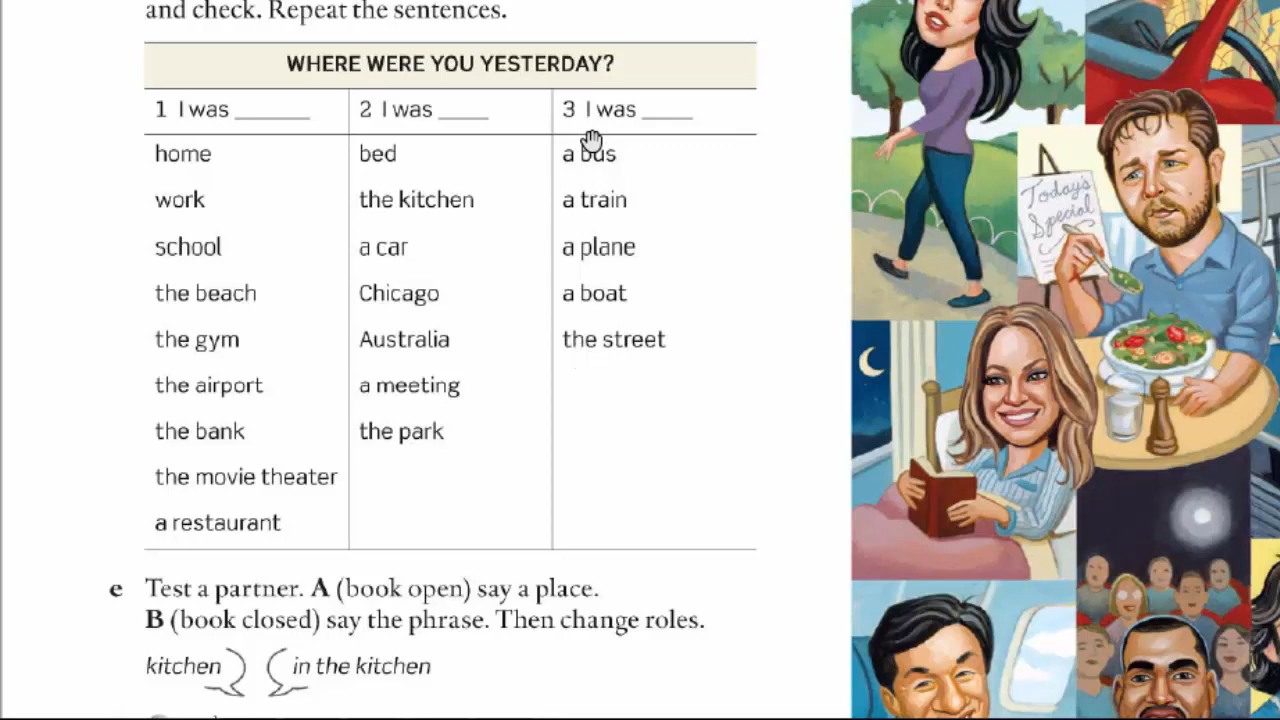 and check. Repeat the sentences.
WHERE WERE YOU YESTERDAY?
1 I was ______ 2 I was ____ 3 I was ____
home bed a bus
work the kitchen a train
school a car a plane
the beach Chicago a boat
the gym Australia the street
the airport a meeting
the bank the park
the movie theater
a restaurant
e Test a partner. A (book open) say a place.
B (book closed) say the phrase. Then change roles.
kitchen in the kitchen
Today's
Special